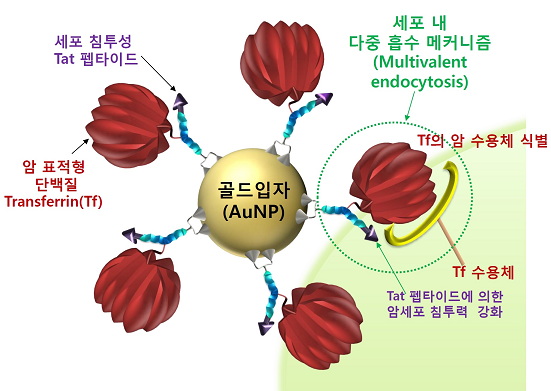 세포 침투성
Tat 펩타이드
세포 내
다중 흡수 메커니즘
(Multivalent
endocytosis)
Tf의 암 수용체 식별
암 표적형
단백질
Transferrin(Tf)
골드입자
(AuNP)
Tf 수용체
Tat 펩타이드에 의한
암세포 침투력 강화